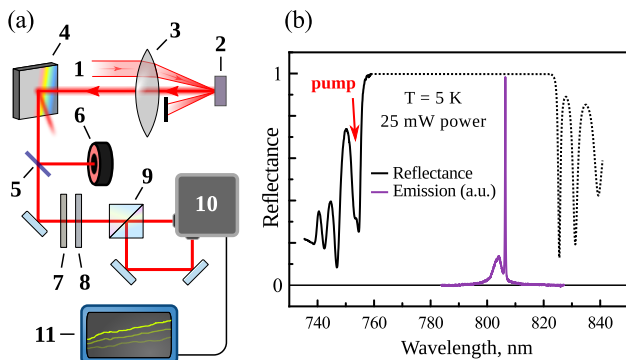 (a)
4
1
3
2
6
5
9
10
7
8
11
(b)
1
pump
T = 5 K
25 mW power
Reflectance
Emission (a.u.)
Reflectance
0
740 760 780 800 820 840
Wavelength, nm